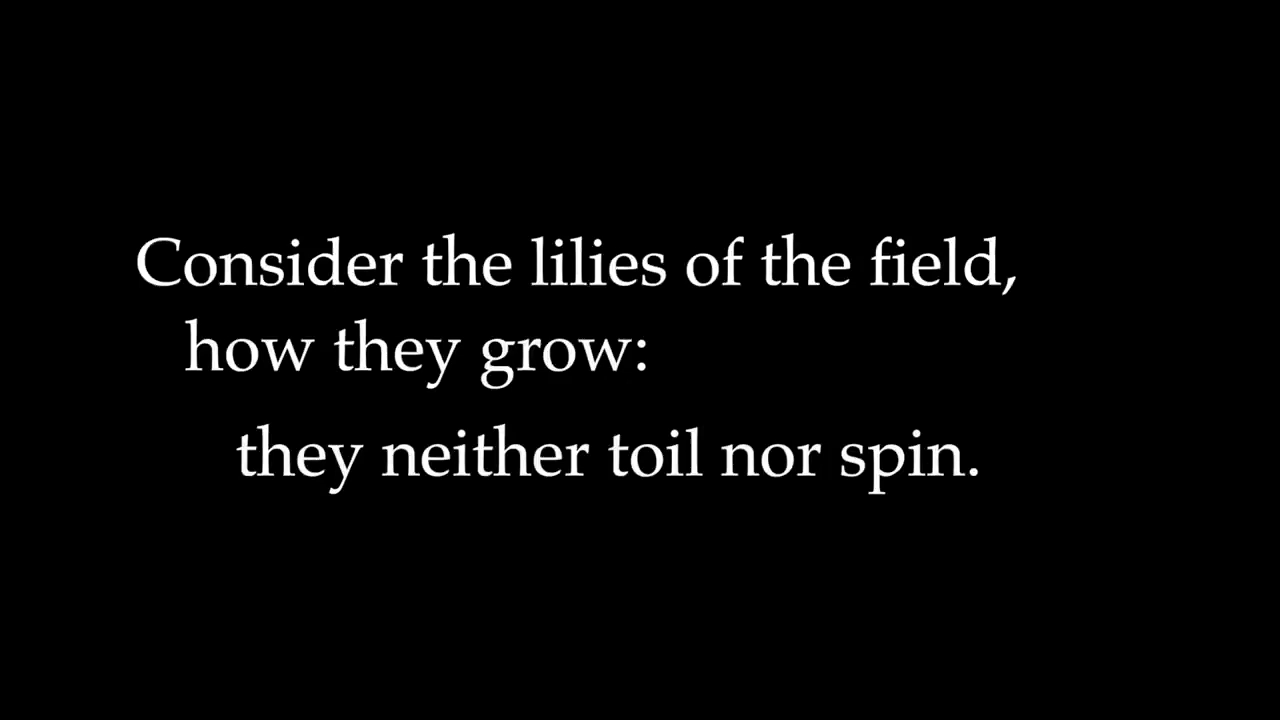 Consider the lilies of the field,
how they grow:
they neither toil nor spin.